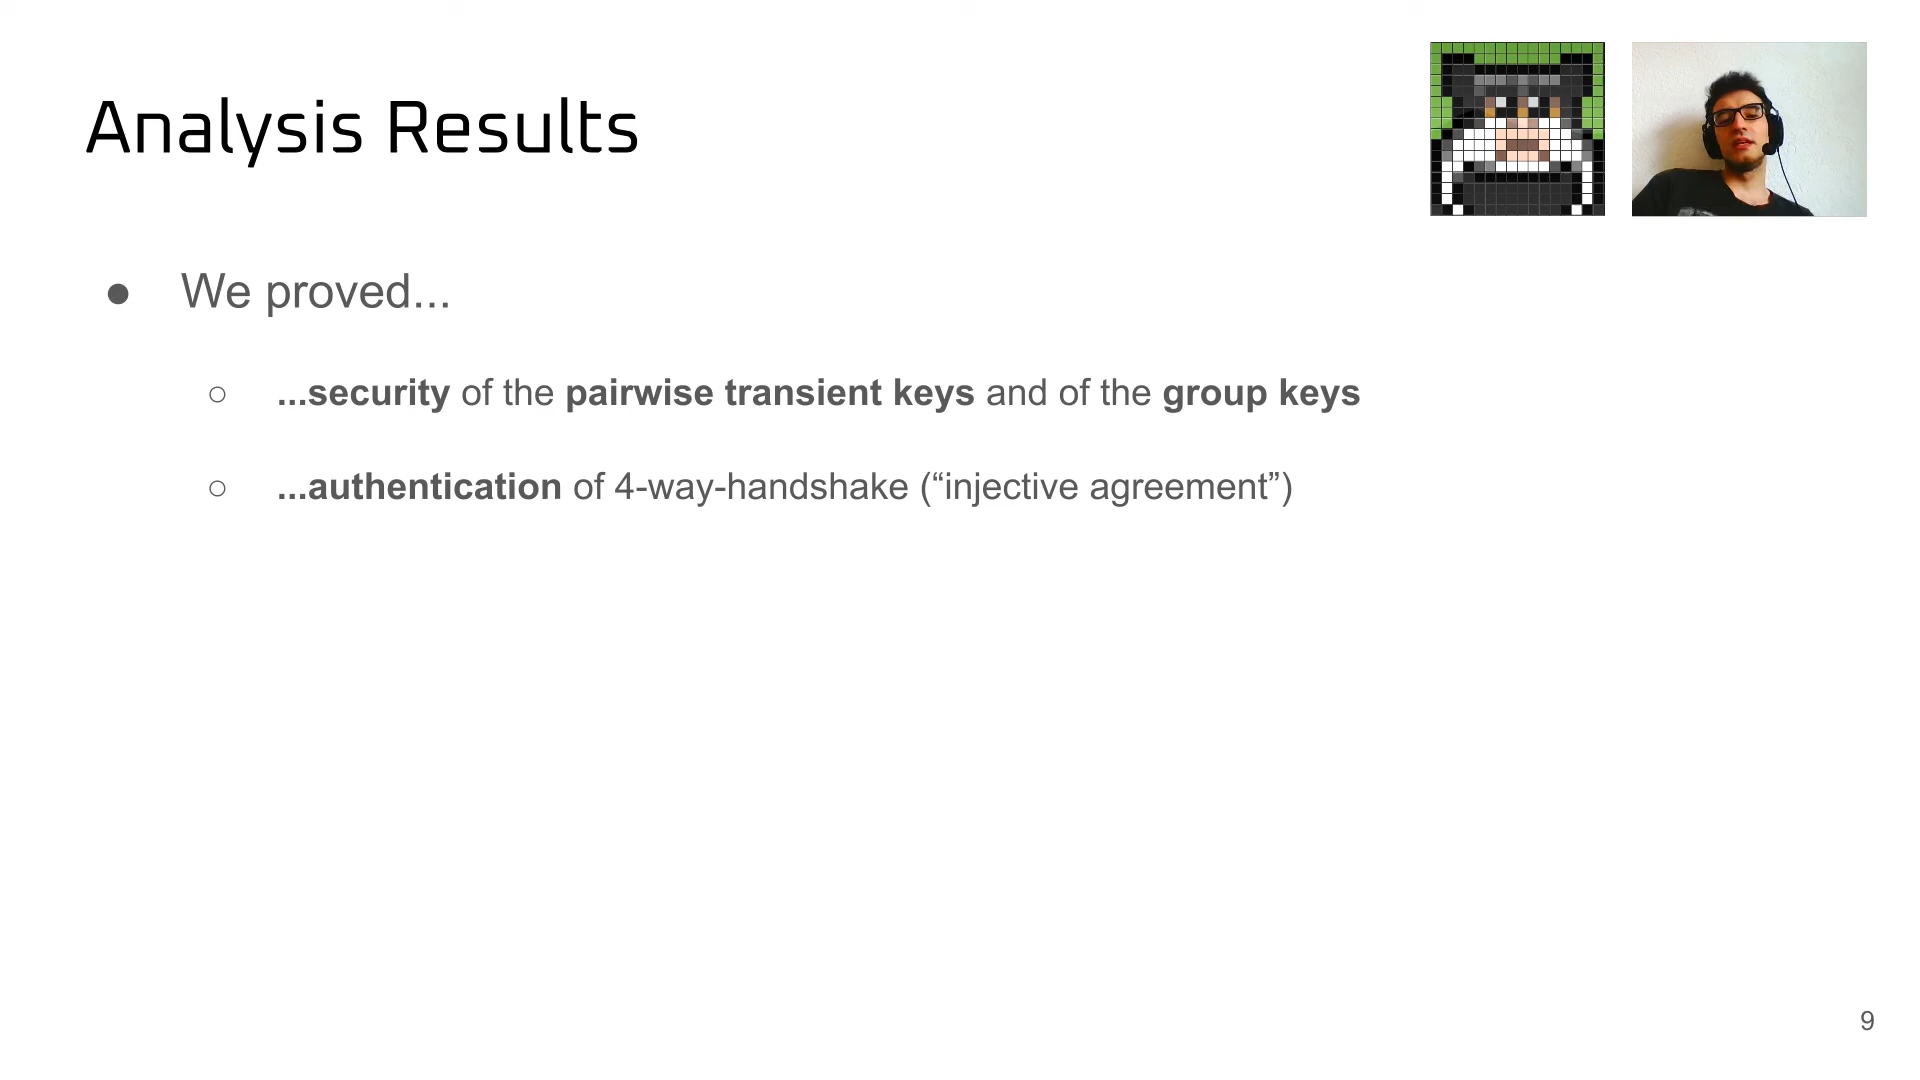 Analysis Results
● We proved...
○ ...security of the pairwise transient keys and of the group keys
○ ...authentication of 4-way-handshake (“injective agreement”)
9